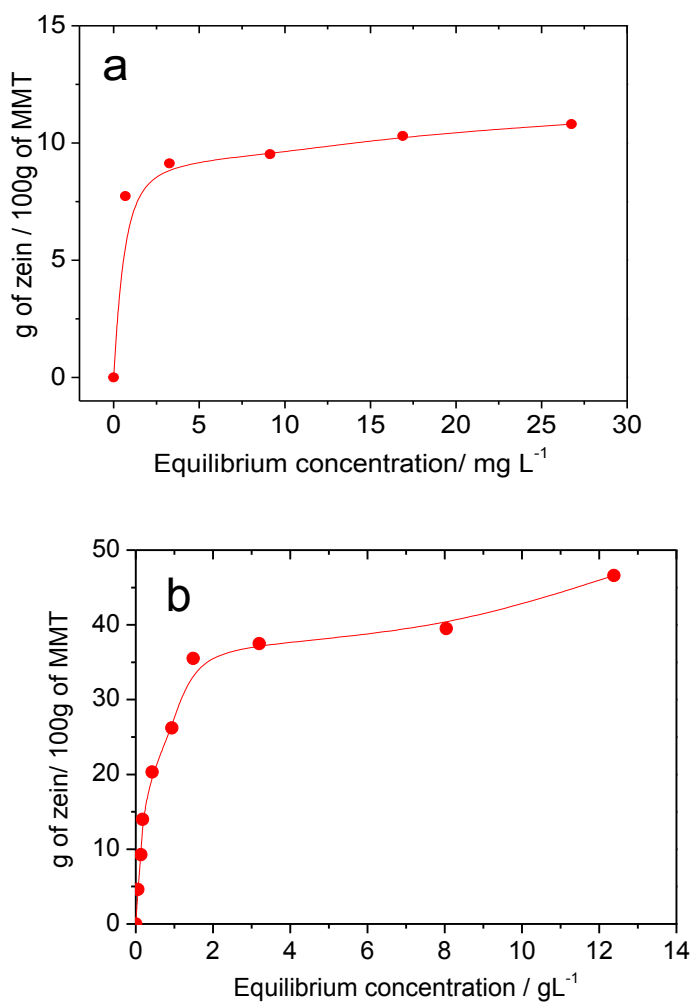 a
15
10
5
0
g of zein / 100g of MMT
0 5 10 15 20 25 30
Equilibrium concentration/ mg L⁻¹
b
50
40
30
20
10
0
g of zein/ 100g of MMT
0 2 4 6 8 10 12 14
Equilibrium concentration / gL⁻¹